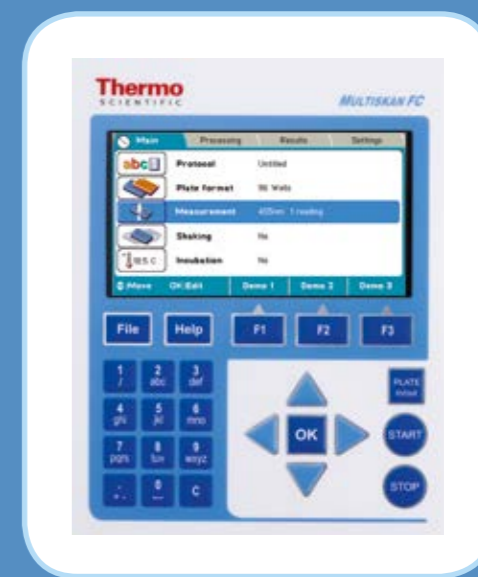 Thermo
SCIENTIFIC
MULTISKAN FC
Main Processing Results Settings
abc Protocol Untitled
Plate format 96 Wells
Measurement 405nm 1 reading
Shaking No
Incubation No
Move OK:Edit Demo 1 Demo 2 Demo 3
File Help F1 F2 F3
1 2 3
/ abc def
PLATE
in/out
4 5 6
ghi jkl mno
OK START
7 8 9
pqrs tuv wxyz
0 C
STOP